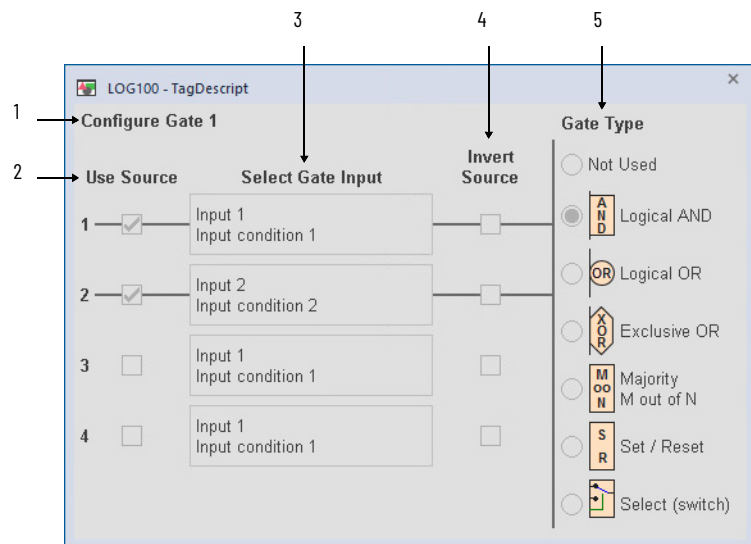 3 4 5
LOG100 - TagDescript ×
1 Configure Gate 1 Gate Type
2 Use Source Select Gate Input Invert Source
Not Used
1 Input 1
Input condition 1
AND Logical AND
2 Input 2
Input condition 2
OR Logical OR
3 Input 1
Input condition 1
XOR Exclusive OR
M oo N Majority
M out of N
4 Input 1
Input condition 1
S R Set / Reset
Select (switch)